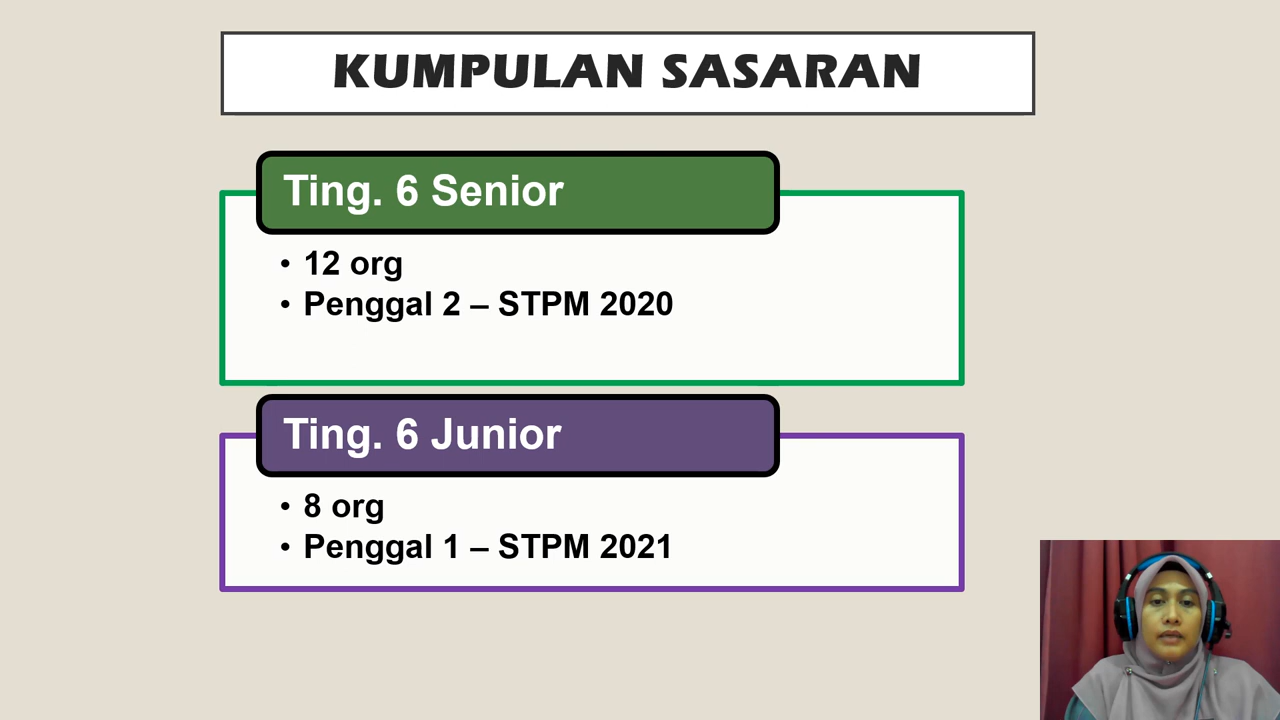 KUMPULAN SASARAN
Ting. 6 Senior
• 12 org
• Penggal 2 – STPM 2020
Ting. 6 Junior
• 8 org
• Penggal 1 – STPM 2021